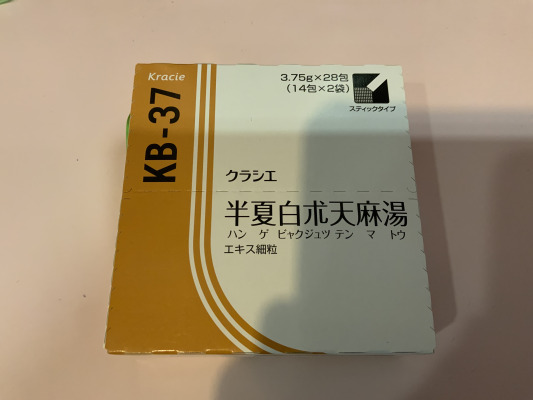 Kracie
KB-37
3.75g×28包
(14包×2袋)
スティックタイプ
クラシエ
半夏白朮天麻湯
ハン ゲ ビャクジュツ テン マ トウ
エキス細粒